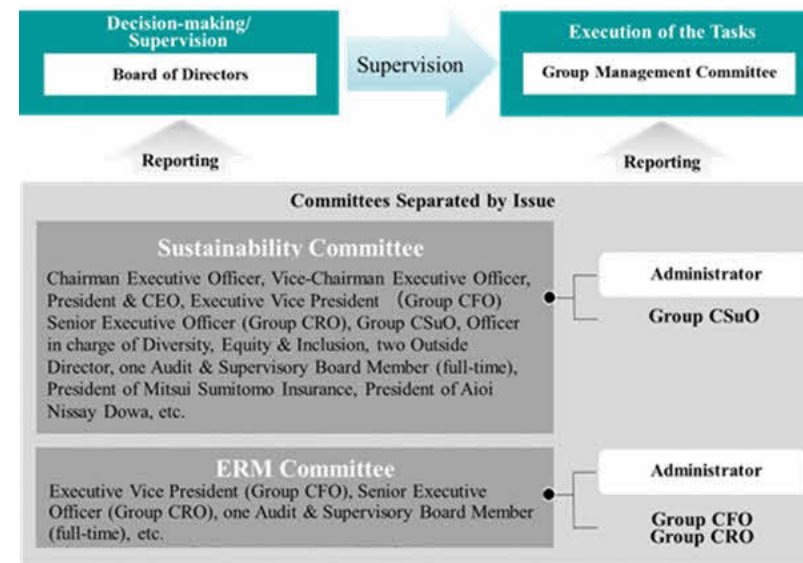 Decision-making/
Supervision
Board of Directors
Supervision
Execution of the Tasks
Group Management Committee
Reporting
Reporting
Committees Separated by Issue
Sustainability Committee
Chairman Executive Officer, Vice-Chairman Executive Officer,
President & CEO, Executive Vice President （Group CFO)
Senior Executive Officer (Group CRO), Group CSuO, Officer
in charge of Diversity, Equity & Inclusion, two Outside
Director, one Audit & Supervisory Board Member (full-time),
President of Mitsui Sumitomo Insurance, President of Aioi
Nissay Dowa, etc.
Administrator
Group CSuO
ERM Committee
Executive Vice President (Group CFO), Senior Executive
Officer (Group CRO), one Audit & Supervisory Board Member
(full-time), etc.
Administrator
Group CFO
Group CRO